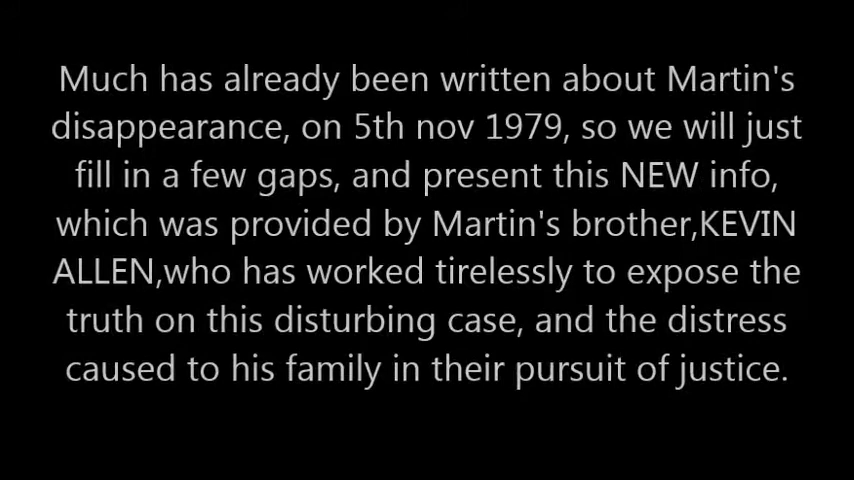 Much has already been written about Martin's
disappearance, on 5th nov 1979, so we will just
fill in a few gaps, and present this NEW info,
which was provided by Martin's brother,KEVIN
ALLEN,who has worked tirelessly to expose the
truth on this disturbing case, and the distress
caused to his family in their pursuit of justice.